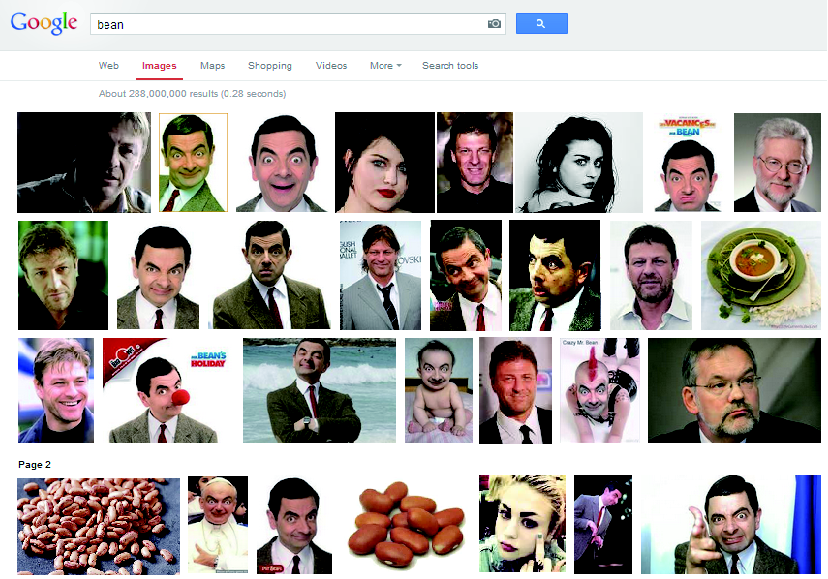 Google
bean
Web Images Maps Shopping Videos More Search tools
About 238,000,000 results (0.28 seconds)
VACANCES
BEAN
BEAN'S
HOLIDAY
Crazy Mr. Bean
Page 2